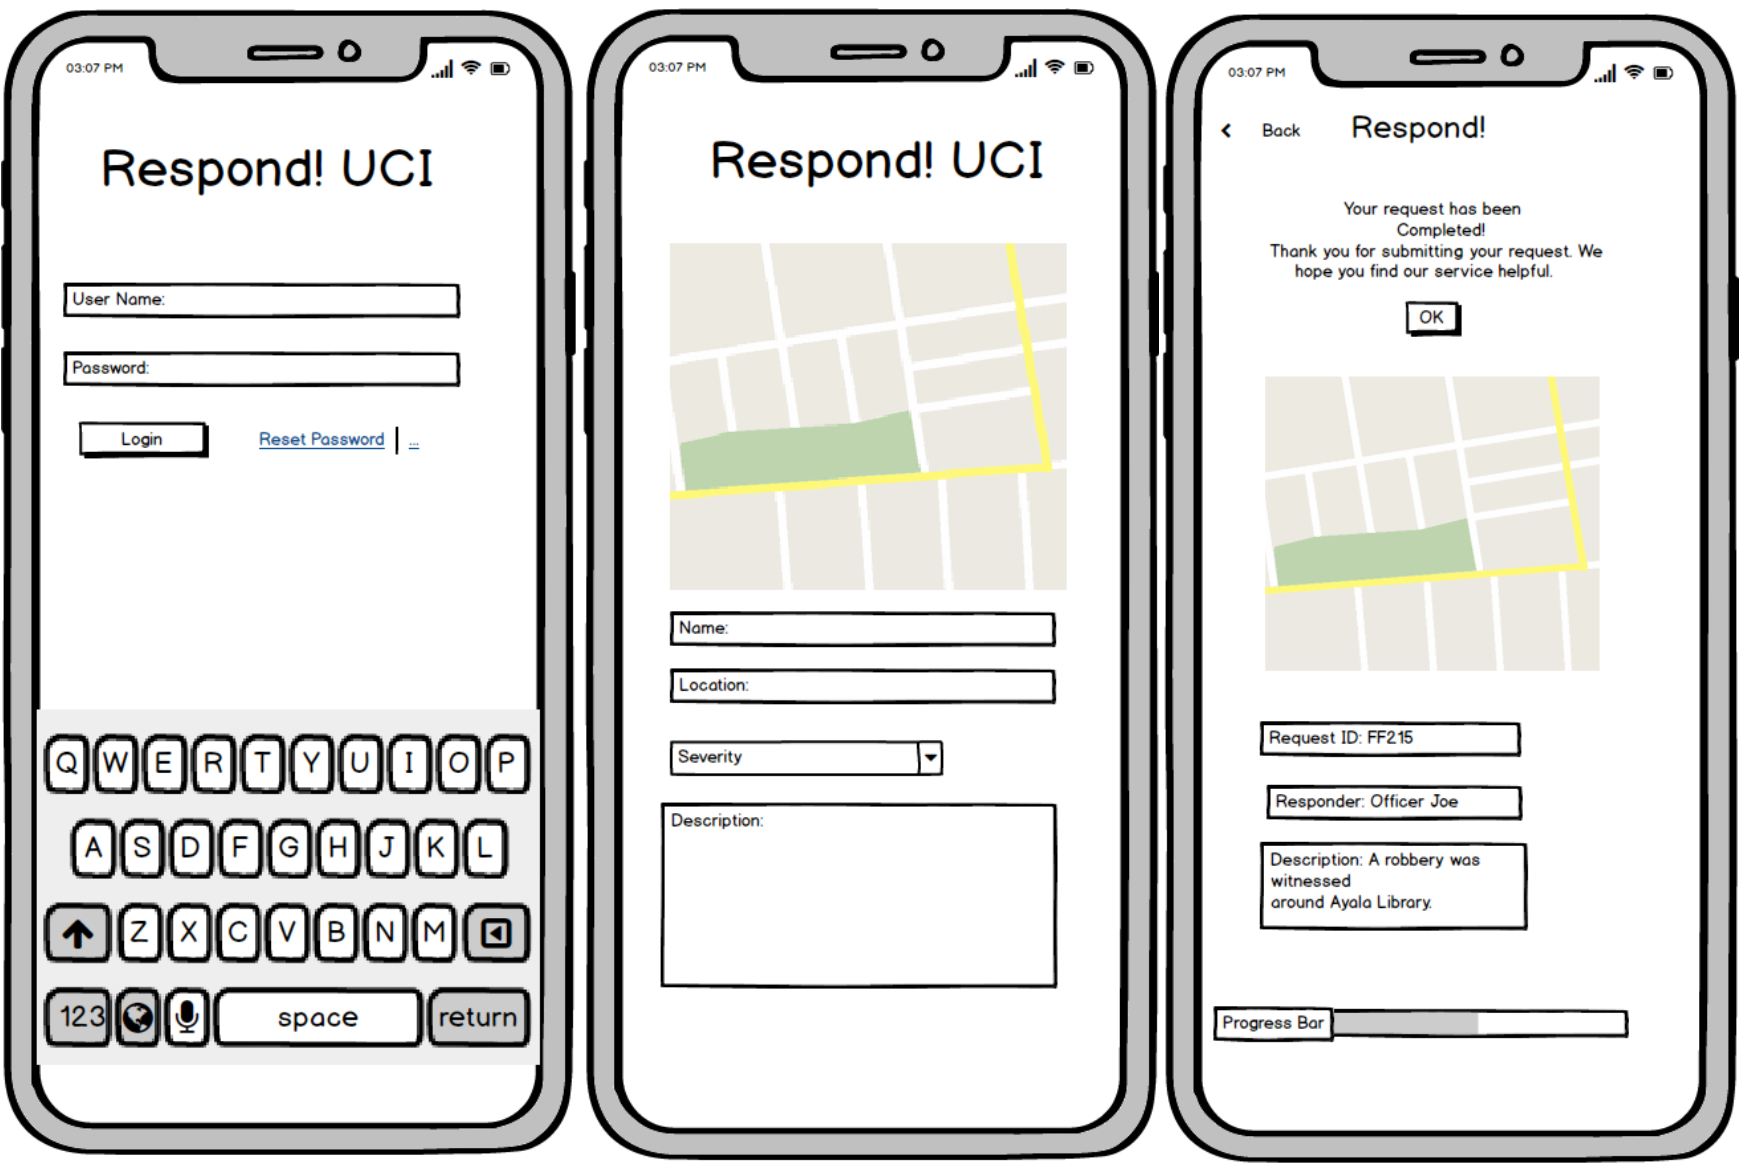 03:07 PM
Respond! UCI
User Name:
Password:
Login
Reset Password
...
Q W E R T Y U I O P
A S D F G H J K L
Z X C V B N M
123
space
return
03:07 PM
Respond! UCI
Name:
Location:
Severity
Description:
03:07 PM
Back
Respond!
Your request has been
Completed!
Thank you for submitting your request. We
hope you find our service helpful.
OK
Request ID: FF215
Responder: Officer Joe
Description: A robbery was
witnessed
around Ayala Library.
Progress Bar